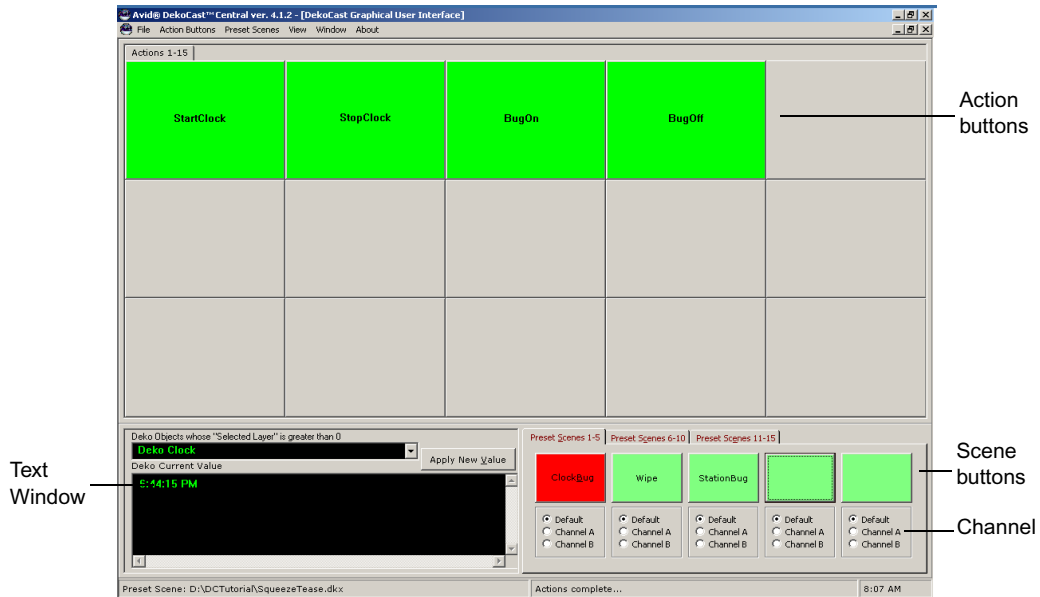 Avid® DekoCast™ Central ver. 4.1.2 - [DekoCast Graphical User Interface]
File Action Buttons Preset Scenes View Window About
Actions 1-15
StartClock StopClock BugOn BugOff
Action
buttons
Deko Objects whose "Selected Layer" is greater than 0
Deko Clock
Apply New Value
Deko Current Value
5:44:15 PM
Text
Window
Preset Scenes 1-5 Preset Scenes 6-10 Preset Scenes 11-15
ClockBug Wipe StationBug
Scene
buttons
Default Default Default Default Default
Channel A Channel A Channel A Channel A Channel A
Channel B Channel B Channel B Channel B Channel B
Channel
Preset Scene: D:\DCTutorial\SqueezeTease.dkx Actions complete... 8:07 AM